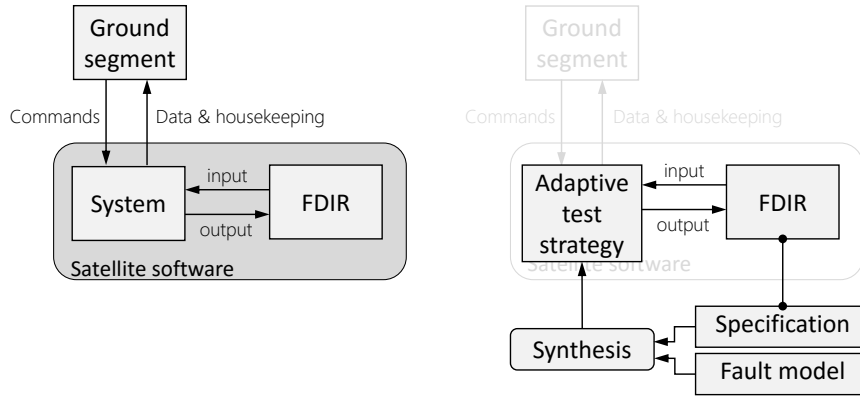 Ground
segment
Commands
Data & housekeeping
System
input
output
FDIR
Satellite software
Ground
segment
Commands
Data & housekeeping
Adaptive
test
strategy
input
output
FDIR
Satellite software
Synthesis
Specification
Fault model